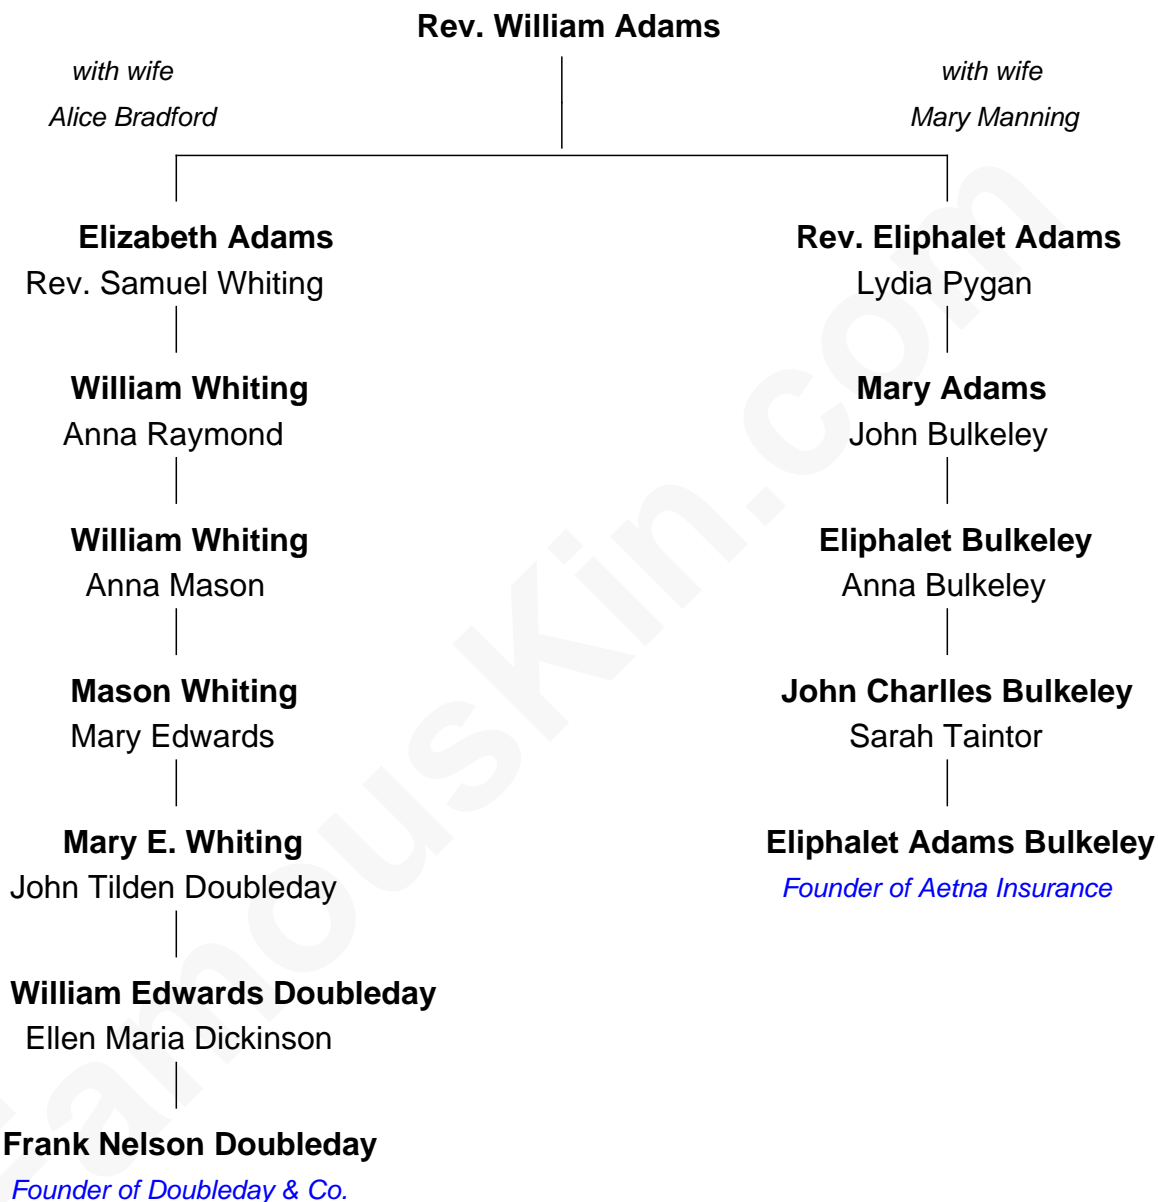 Rev. William Adams
with wife
Alice Bradford
with wife
Mary Manning
Elizabeth Adams
Rev. Samuel Whiting
William Whiting
Anna Raymond
William Whiting
Anna Mason
Mason Whiting
Mary Edwards
Mary E. Whiting
John Tilden Doubleday
William Edwards Doubleday
Ellen Maria Dickinson
Frank Nelson Doubleday
Founder of Doubleday & Co.
Rev. Eliphalet Adams
Lydia Pygan
Mary Adams
John Bulkeley
Eliphalet Bulkeley
Anna Bulkeley
John Charlles Bulkeley
Sarah Taintor
Eliphalet Adams Bulkeley
Founder of Aetna Insurance
FamousKin.com